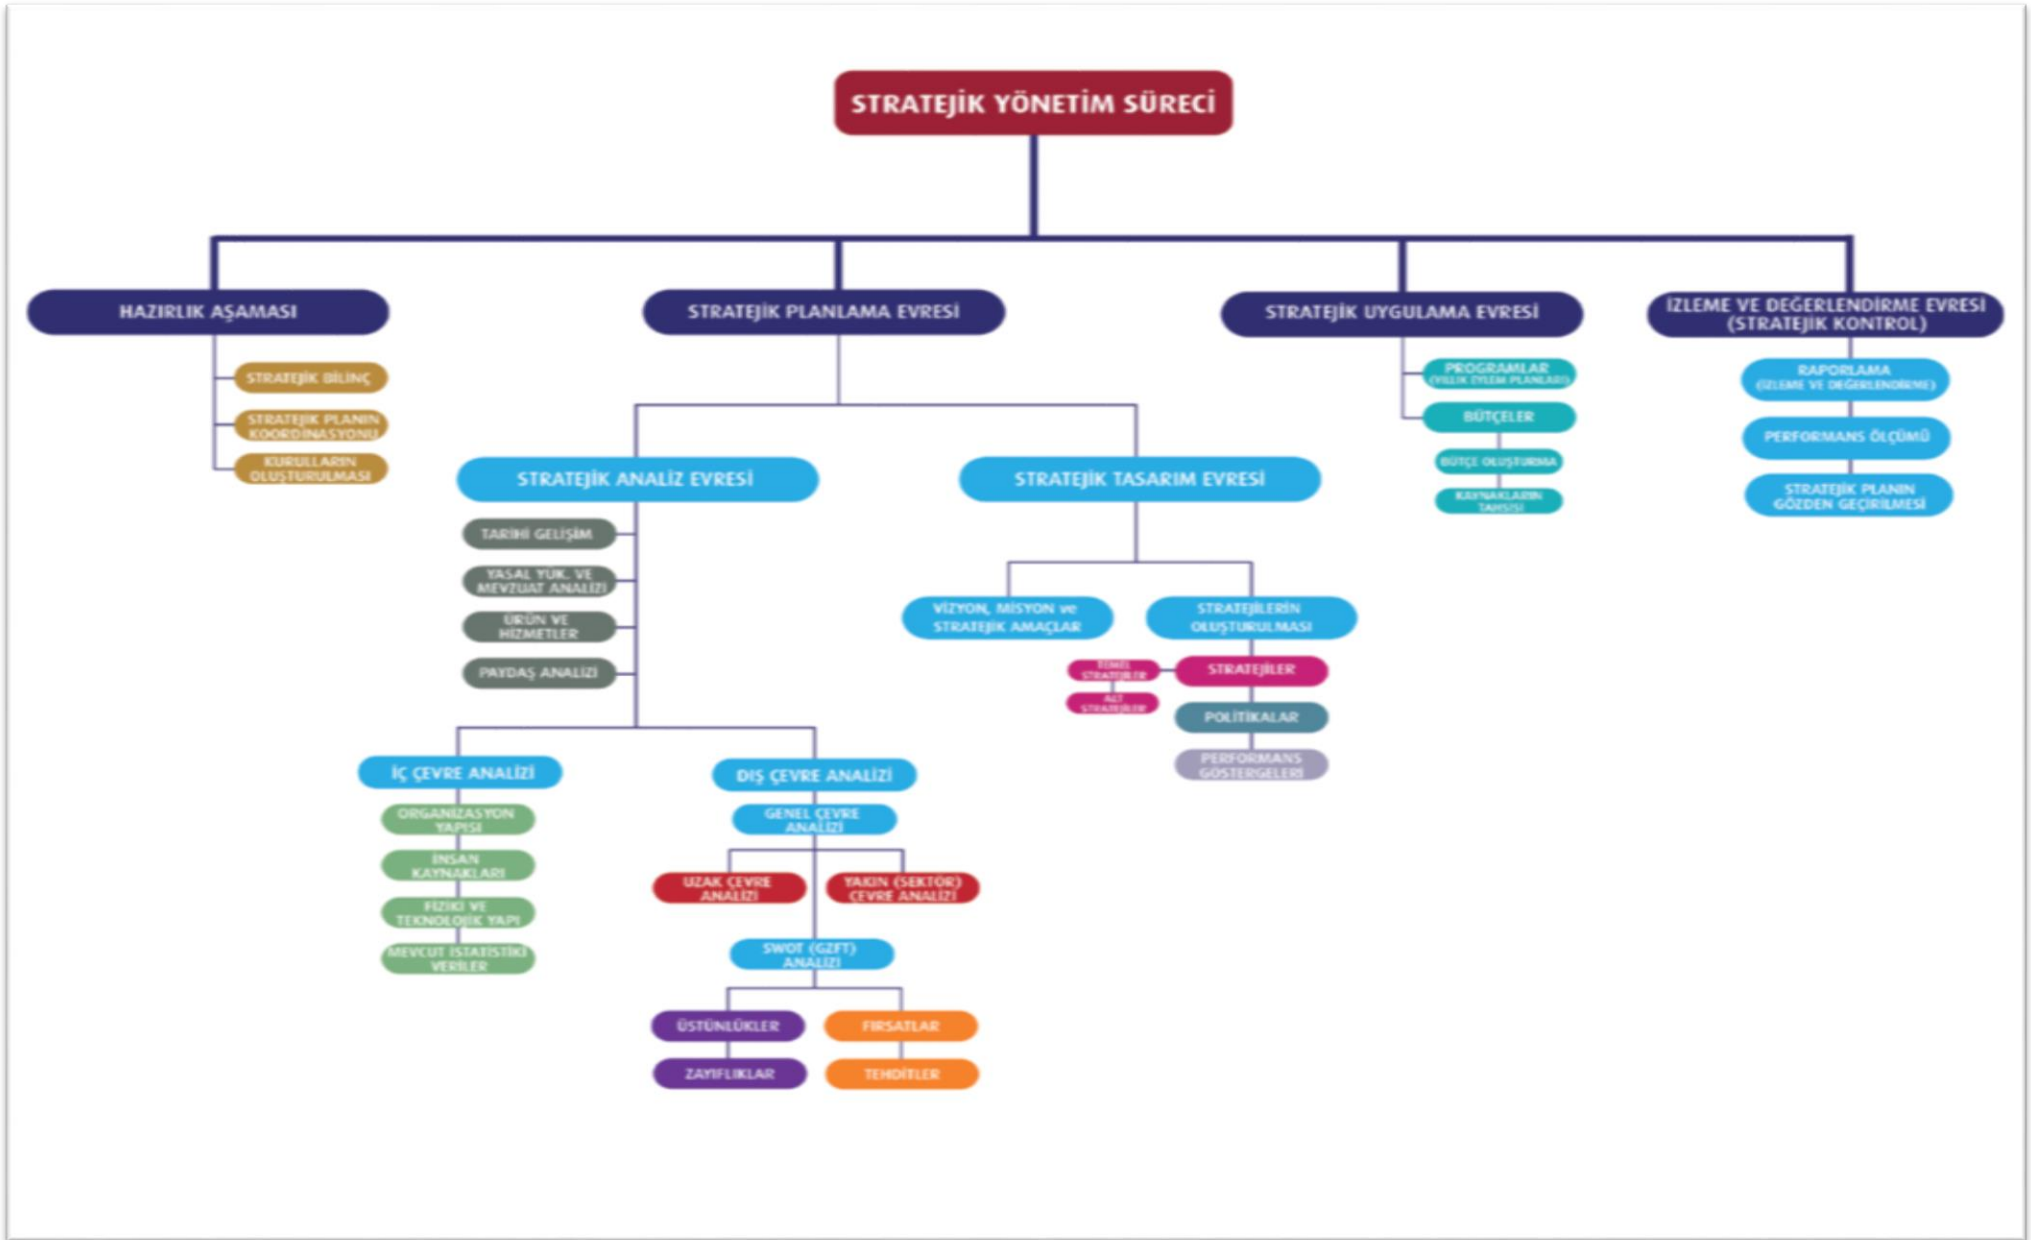 STRATEJİK YÖNETİM SÜRECİ
HAZIRLIK AŞAMASI
STRATEJİK BİLİNÇ
STRATEJİK PLANIN
KOORDİNASYONU
KURULLARIN
OLUŞTURULMASI
STRATEJİK PLANLAMA EVRESİ
STRATEJİK ANALİZ EVRESİ
TARİHİ GELİŞİM
YASAL YÜK. VE
MEVZUAT ANALİZİ
ÜRÜN VE
HİZMETLER
PAYDAŞ ANALİZİ
İÇ ÇEVRE ANALİZİ
ORGANİZASYON
YAPISI
İNSAN
KAYNAKLARI
FİZİKİ VE
TEKNOLOJİK YAPI
MEVCUT İSTATİSTİKİ
VERİLER
DIŞ ÇEVRE ANALİZİ
GENEL ÇEVRE
ANALİZİ
UZAK ÇEVRE
ANALİZİ
YAKIN (SEKTÖR)
ÇEVRE ANALİZİ
SWOT (GZFT)
ANALİZİ
ÜSTÜNLÜKLER
ZAYIFLIKLAR
FIRSATLAR
TEHDİTLER
STRATEJİK TASARIM EVRESİ
VİZYON, MİSYON ve
STRATEJİK AMAÇLAR
STRATEJİLERİN
OLUŞTURULMASI
STRATEJİLER
TEMEL
STRATEJİLER
ALT
STRATEJİLER
POLİTİKALAR
PERFORMANS
GÖSTERGELERİ
STRATEJİK UYGULAMA EVRESİ
PROGRAMLAR
(YILLIK EYLEM PLANLARI)
BÜTÇELER
BÜTÇE OLUŞTURMA
KAYNAKLARIN
TAHSİSİ
İZLEME VE DEĞERLENDİRME EVRESİ
(STRATEJİK KONTROL)
RAPORLAMA
(İZLEME VE DEĞERLENDİRME)
PERFORMANS ÖLÇÜMÜ
STRATEJİK PLANIN
GÖZDEN GEÇİRİLMESİ